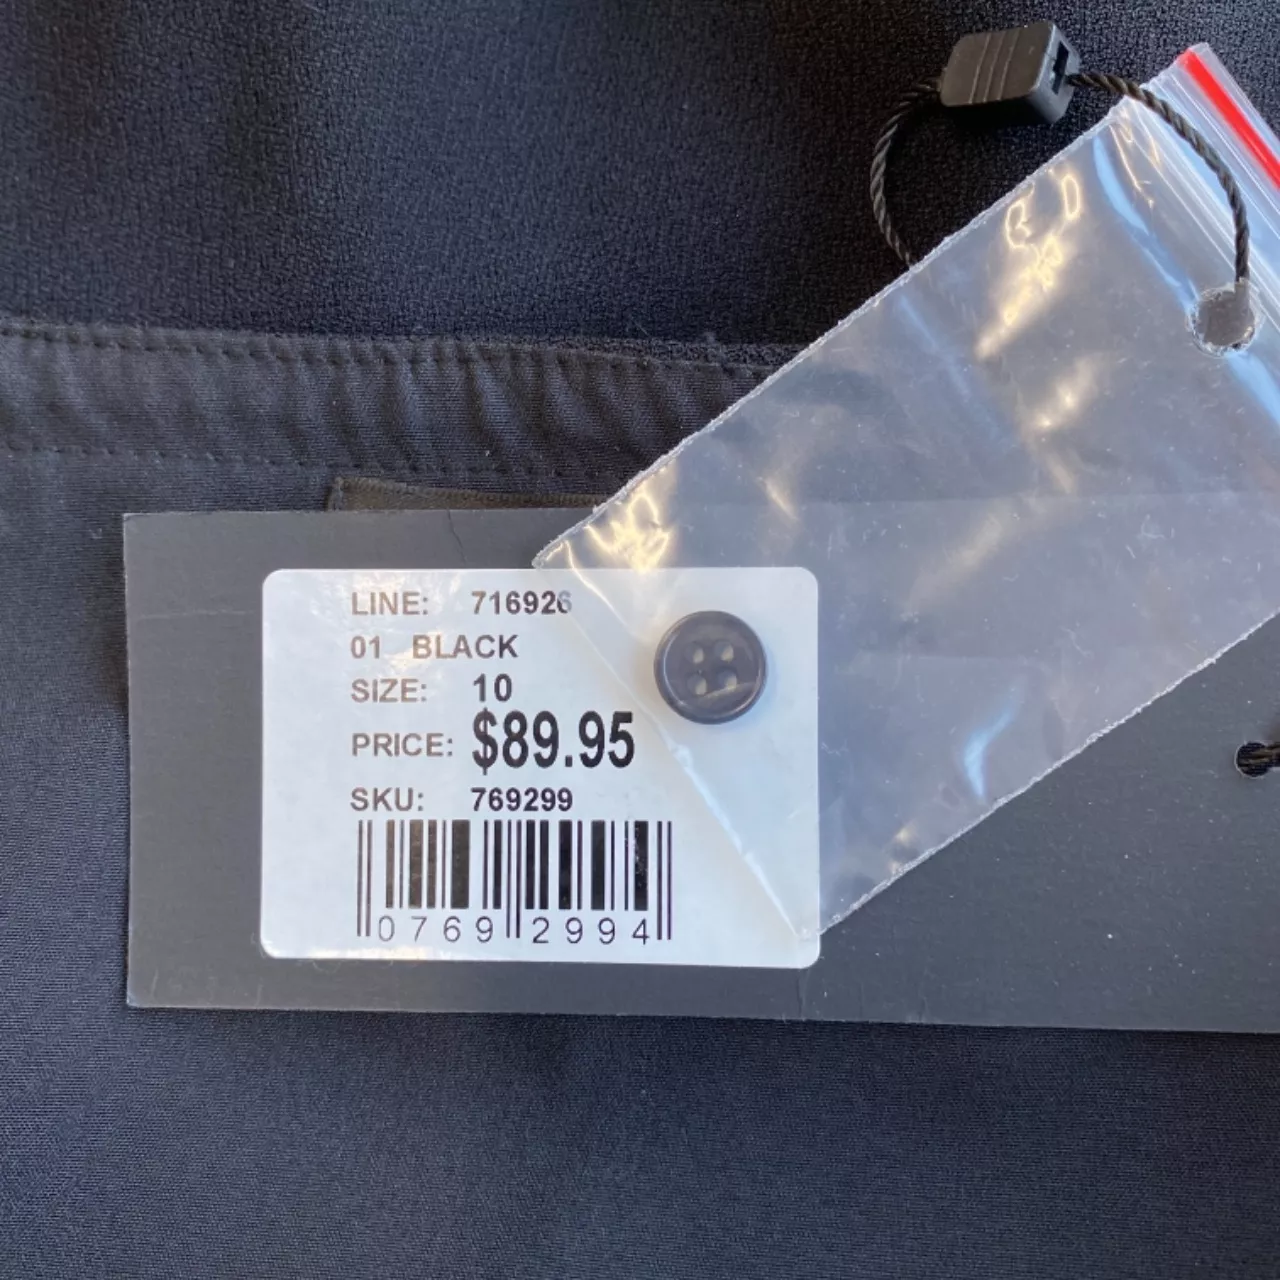 LINE: 716926
01 BLACK
SIZE: 10
PRICE: $89.95
SKU: 769299
0769 2994